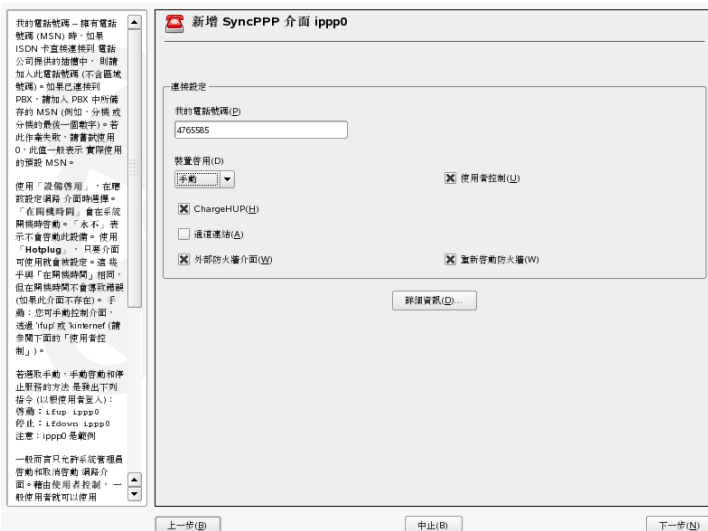 我的電話號碼 – 擁有電話
號碼 (MSN) 時，如果
ISDN 卡直接連接到 電話
公司提供的插槽中， 則請
加入此電話號碼 (不含區域
號碼)。如果已連接到
PBX，請加入 PBX 中所儲
存的 MSN (例如，分機 或
分機的最後一個數字)。若
此作業失敗，請嘗試使用
0，此值一般表示 實際使用
的預設 MSN。
使用「設備啓用」，在應
該設定網路 介面時選擇。
「在開機時間」會在系統
開機時啓動。「永不」表
示不會啓動此設備。使用
「Hotplug」， 只要介面
可使用就會被設定。這 幾
乎與「在開機時間」相同，
但在開機時間不會導致錯誤
(如果此介面不存在)。 手
動：您可手動控制介面，
透過 'ifup' 或 'kinternet' (請
參閱下面的「使用者控
制」)。
若選取手動，手動啓動和停
止服務的方法 是發出下列
指令 (以根使用者登入)：
啓動：ifup ippp0
停止：ifdown ippp0
注意：ippp0 是範例
一般而言只允許系統管理員
啓動和取消啓動 網路介
面。藉由使用者控制， 一
般使用者就可以使用
新增 SyncPPP 介面 ippp0
連接設定
我的電話號碼(P)
4765585
裝置啓用(D)
手動
使用者控制(U)
ChargeHUP(H)
通道連結(A)
外部防火牆介面(W)
重新啓動防火牆(W)
詳細資訊(D)...
上一步(B)
中止(B)
下一步(N)